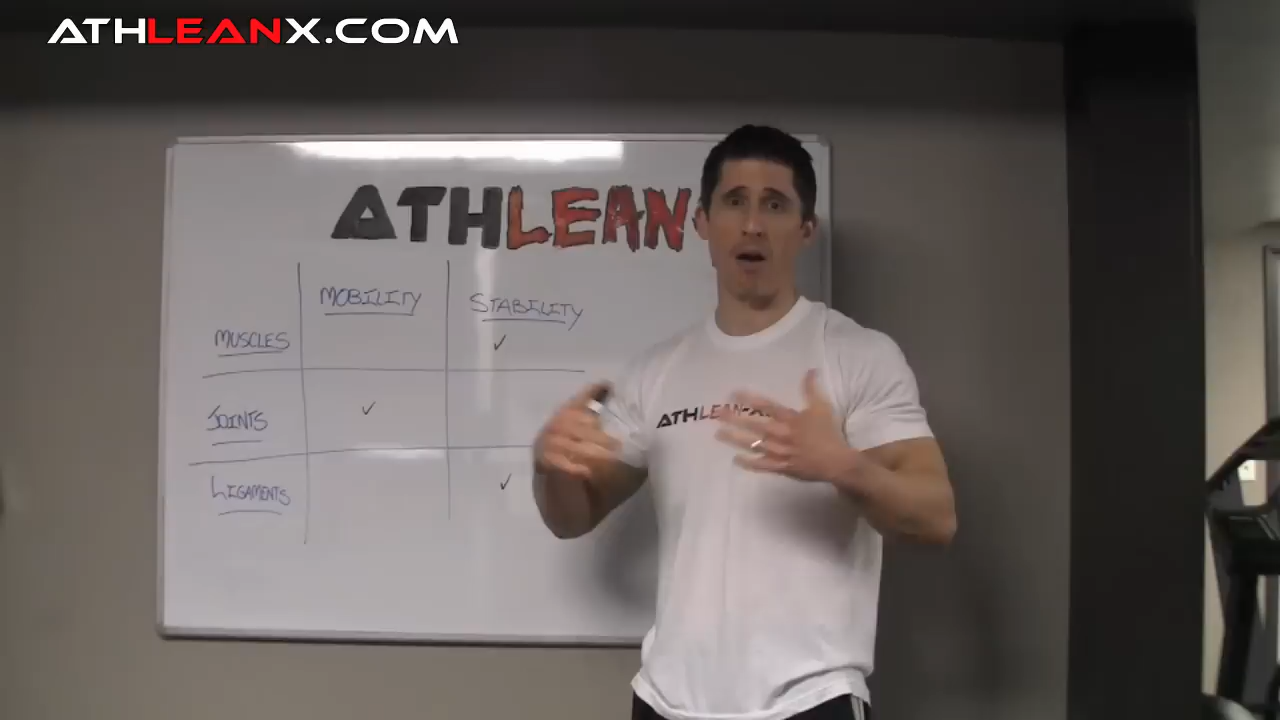 ATHLEANX.COM
ATHLEAN-
MOBILITY
STABILITY
MUSCLES ✓
JOINTS ✓
LIGAMENTS ✓
ATHLEAN-X